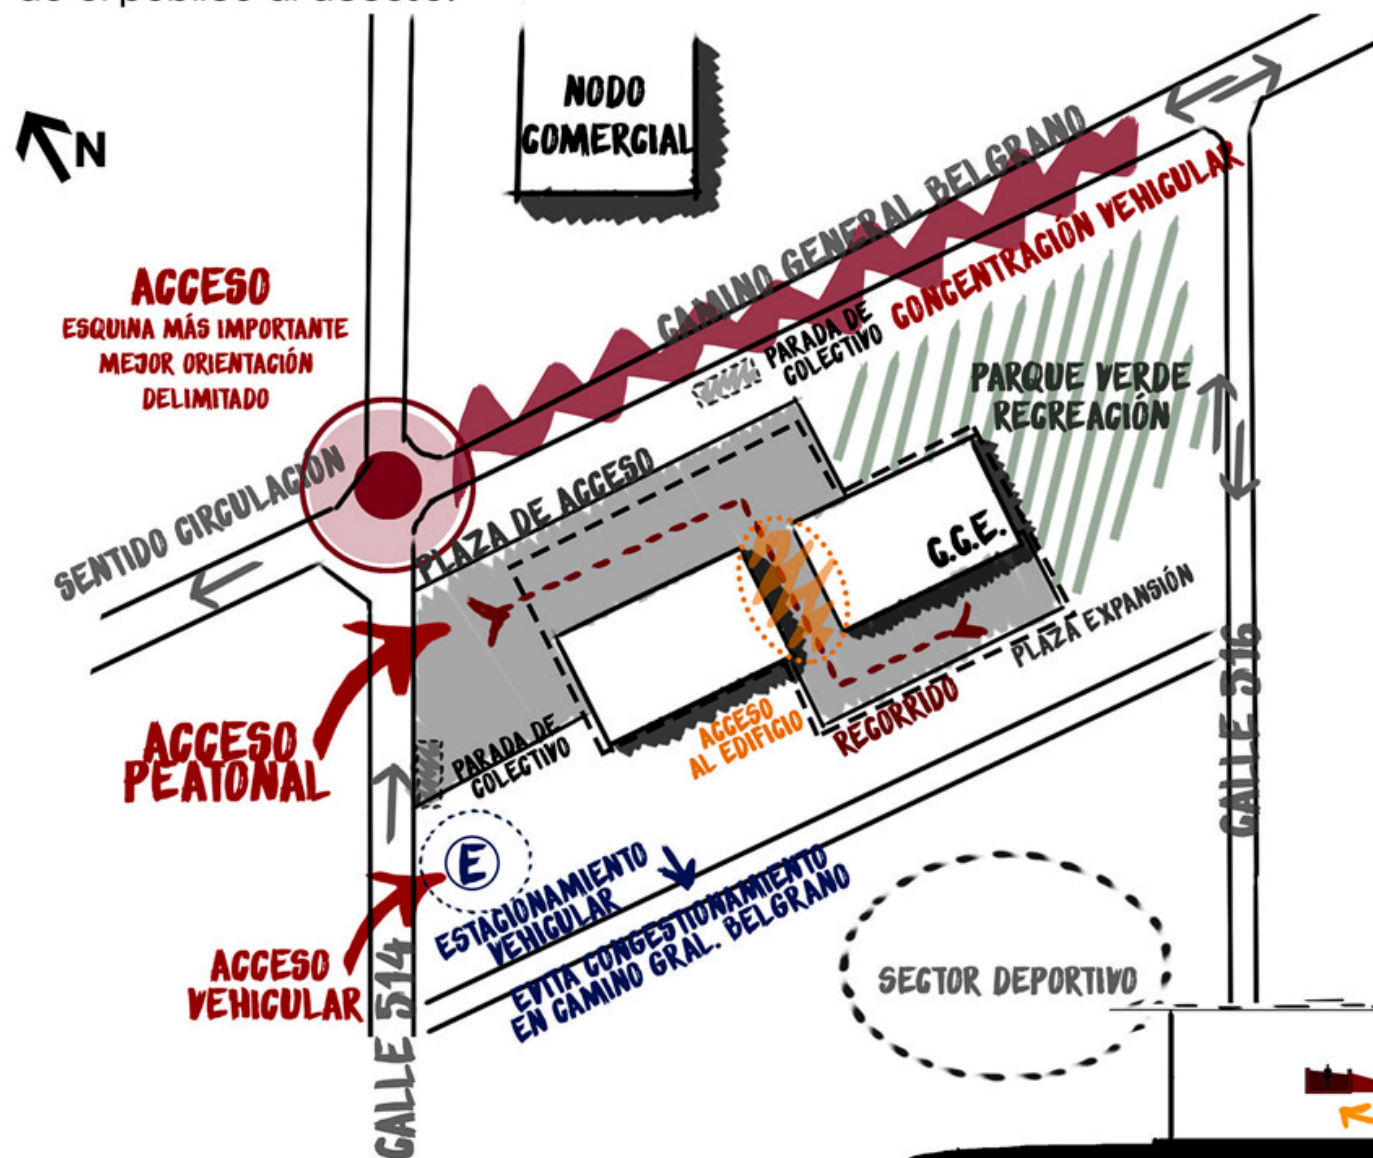 NODO
COMERCIAL
N
CAMINO GENERAL BELGRANO
CONCENTRACIÓN VEHICULAR
ACCESO
ESQUINA MÁS IMPORTANTE
MEJOR ORIENTACIÓN
DELIMITADO
PARADA DE
COLECTIVO
PARQUE VERDE
RECREACIÓN
SENTIDO CIRCULACIÓN
PLAZA DE ACCESO
C.C.E.
PLAZA EXPANSIÓN
CALLE 516
ACCESO
PEATONAL
PARADA DE
COLECTIVO
ACCESO
AL EDIFICIO
RECORRIDO
E
ESTACIONAMIENTO
VEHICULAR
EVITA CONGESTIONAMIENTO
EN CAMINO GRAL. BELGRANO
ACCESO
VEHICULAR
CALLE 514
SECTOR DEPORTIVO